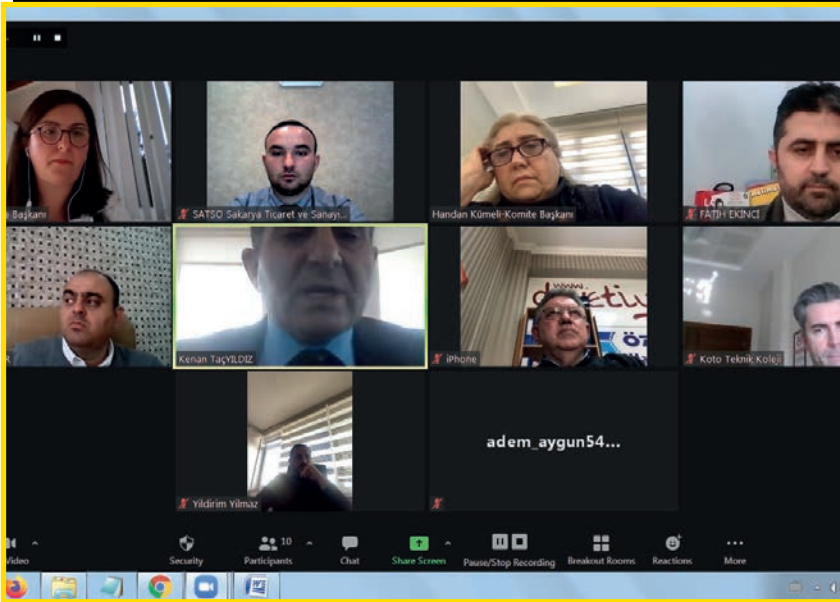 Başkanı
SATSO Sakarya Ticaret ve Sanayi...
Handan Kümeli-Komite Başkanı
FATİH EKİNCİ
R
Kenan TaçYILDIZ
www.
iPhone
Koto Teknik Koleji
Yildirim Yilmaz
adem_aygun54...
Video
Security
Participants
10
Chat
Share Screen
Pause/Stop Recording
Breakout Rooms
Reactions
More